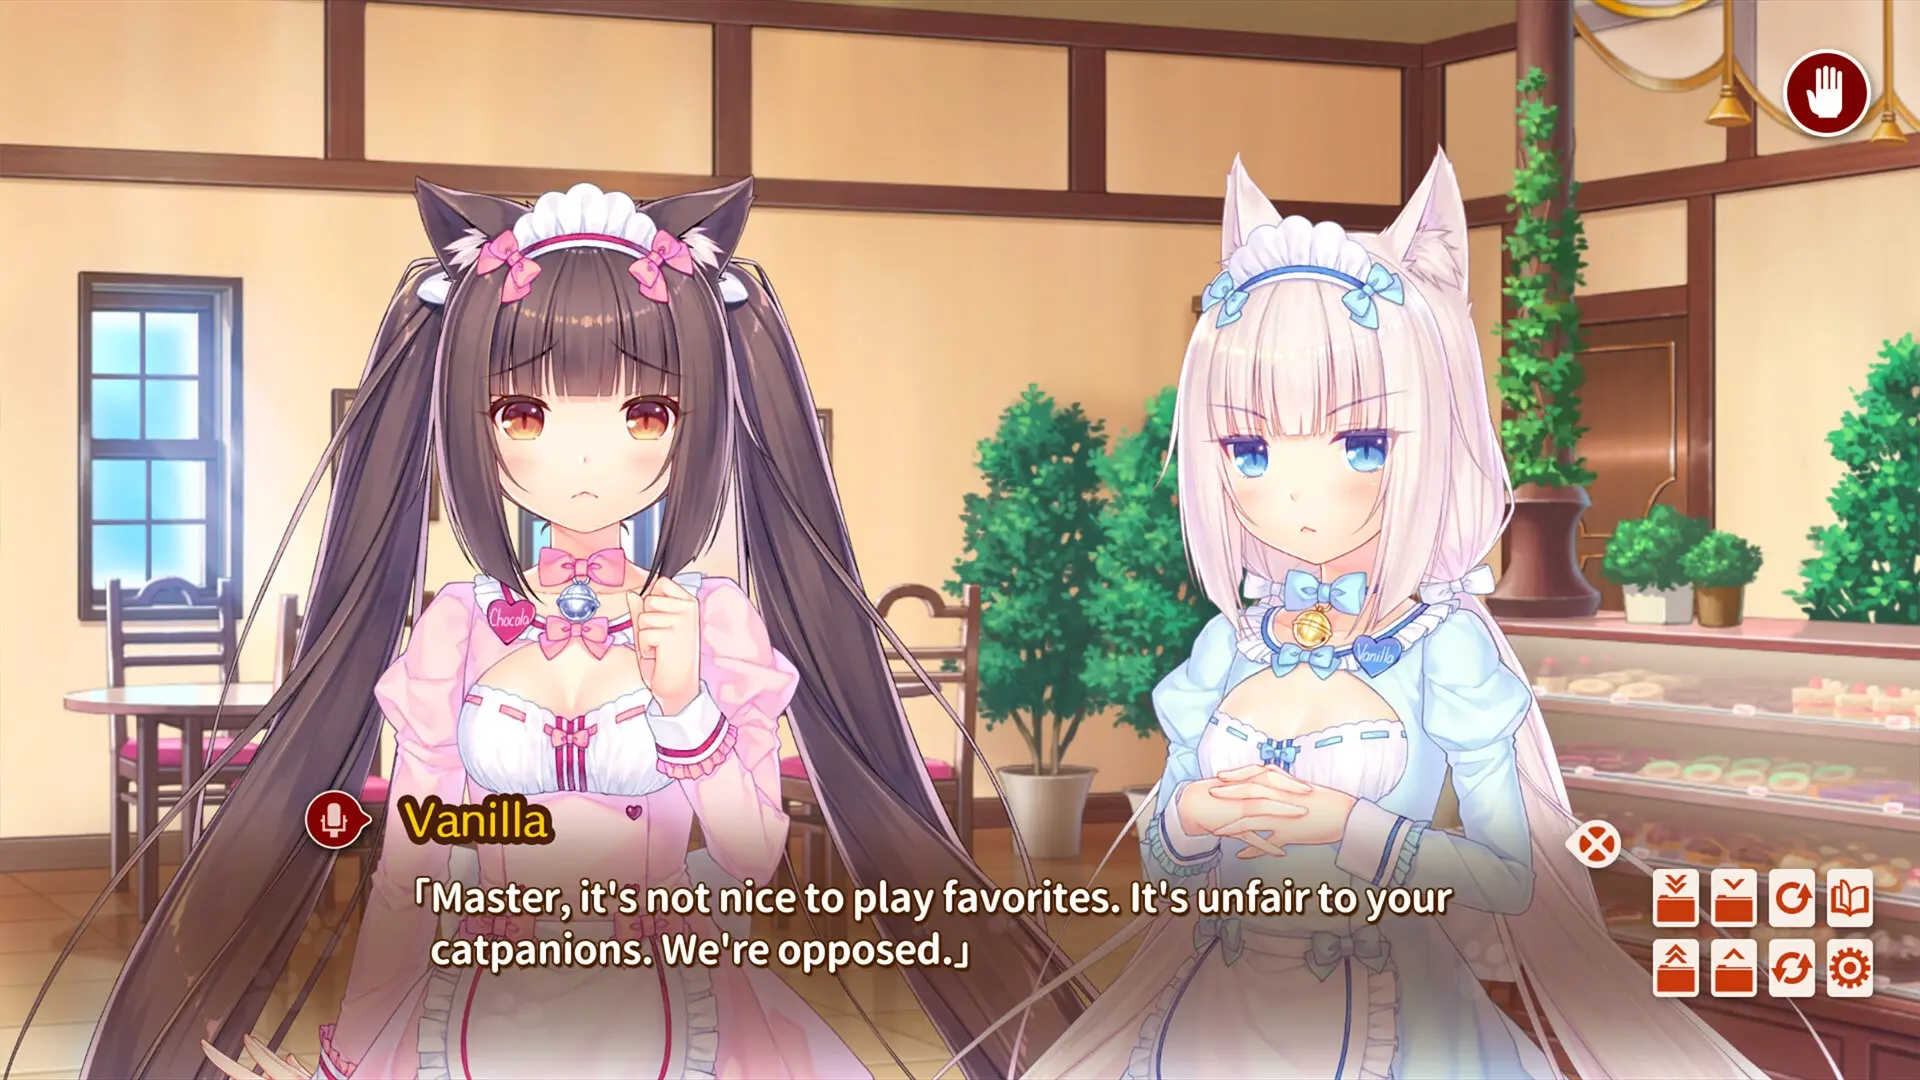 Chocola
Vanilla
Vanilla
「Master, it's not nice to play favorites. It's unfair to your
catpanions. We're opposed.」